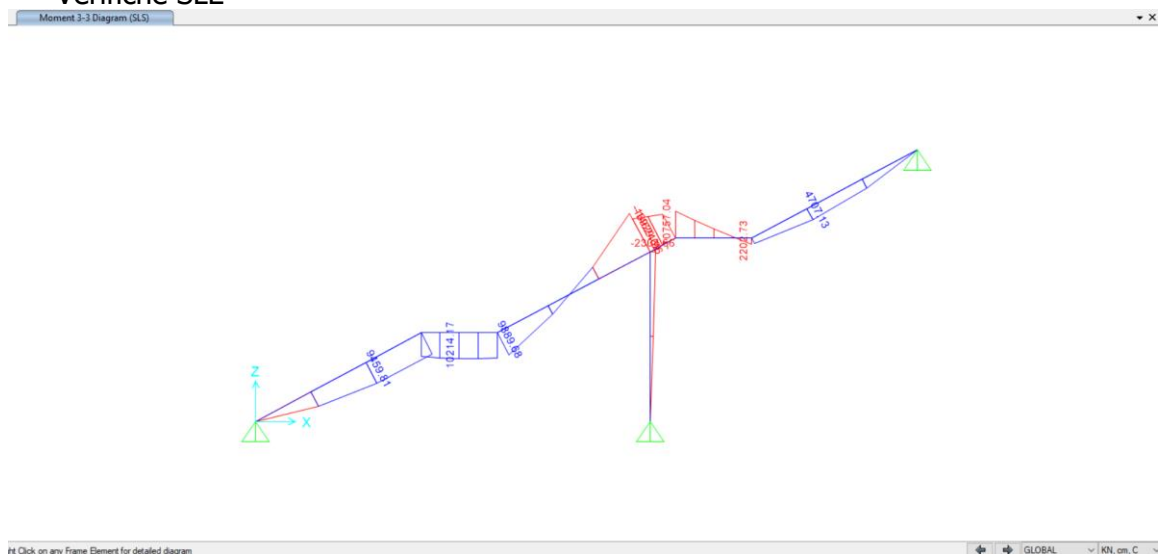 Verifiche SLE
Moment 3-3 Diagram (SLS)
Z
X
9459.81
10214.17
9889.68
2202.73
4707.13
ht Click on any Frame Element for detailed diagram
GLOBAL
KN, cm, C